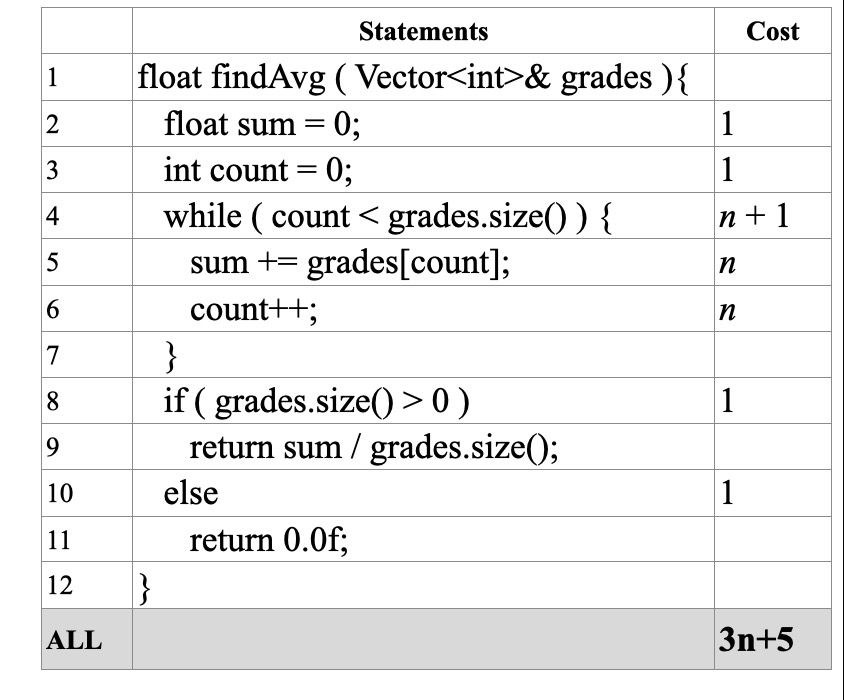 Statements Cost
1 float findAvg ( Vector<int>& grades ){
2 float sum = 0; 1
3 int count = 0; 1
4 while ( count < grades.size() ) { n + 1
5 sum += grades[count]; n
6 count++; n
7 }
8 if ( grades.size() > 0 ) 1
9 return sum / grades.size();
10 else 1
11 return 0.0f;
12 }
ALL 3n+5